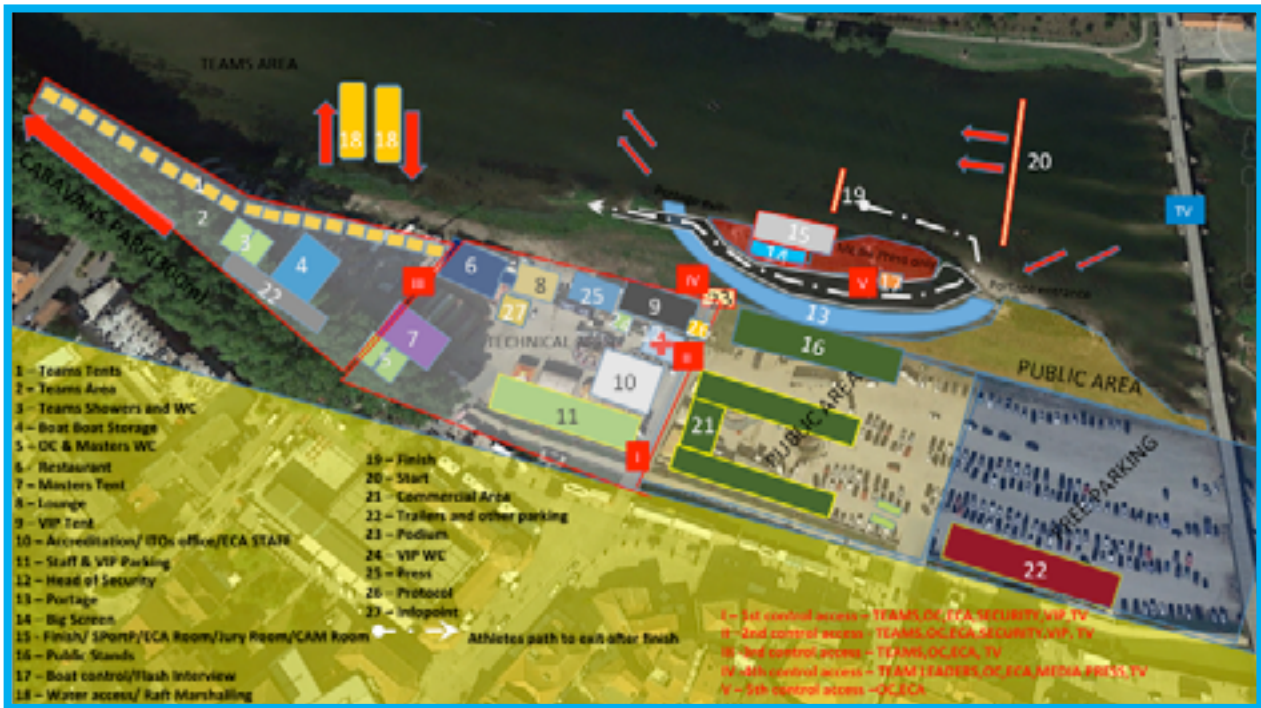 TEAMS AREA
18
18
20
19
TV
CARAVANS PARK
1
2
3
4
22
III
6
8
25
27
9
IV
23
26
15
14
V
17
13
16
7
5
TECHNICAL AREA
10
II
11
I
21
PUBLIC AREA
PUBLIC AREA
FREE PARKING
22
1 – Teams Tents
2 – Teams Area
3 – Teams Showers and WC
4 – Boat Boat Storage
5 – OC & Masters WC
6 - Restaurant
7 – Masters Tent
8 – Lounge
9 – VIP Tent
10 – Accreditation/ ITOs office/ECA STAFF
11 – Staff & VIP Parking
12 – Head of Security
13 – Portage
14 – Big Screen
15 - Finish/ SPortP/ECA Room/Jury Room/CAM Room
16 – Public Stands
17 – Boat control/Flash Interview
18 – Water access/ Raft Marshalling
19 – Finish
20 – Start
21 – Commercial Area
22 – Trailers and other parking
23 – Podium
24 – VIP WC
25 – Press
26 – Protocol
27 – Infopoint
Athletes path to exit after finish
I – 1st control access – TEAMS,OC,ECA,SECURITY,VIP,TV
II -2nd control access - TEAMS,OC,ECA,SECURITY,VIP, TV
III -3rd control access – TEAMS,OC,ECA, TV
IV -4th control access – TEAM LEADERS,OC,ECA,MEDIA PRESS,TV
V – 5th control access –OC,ECA